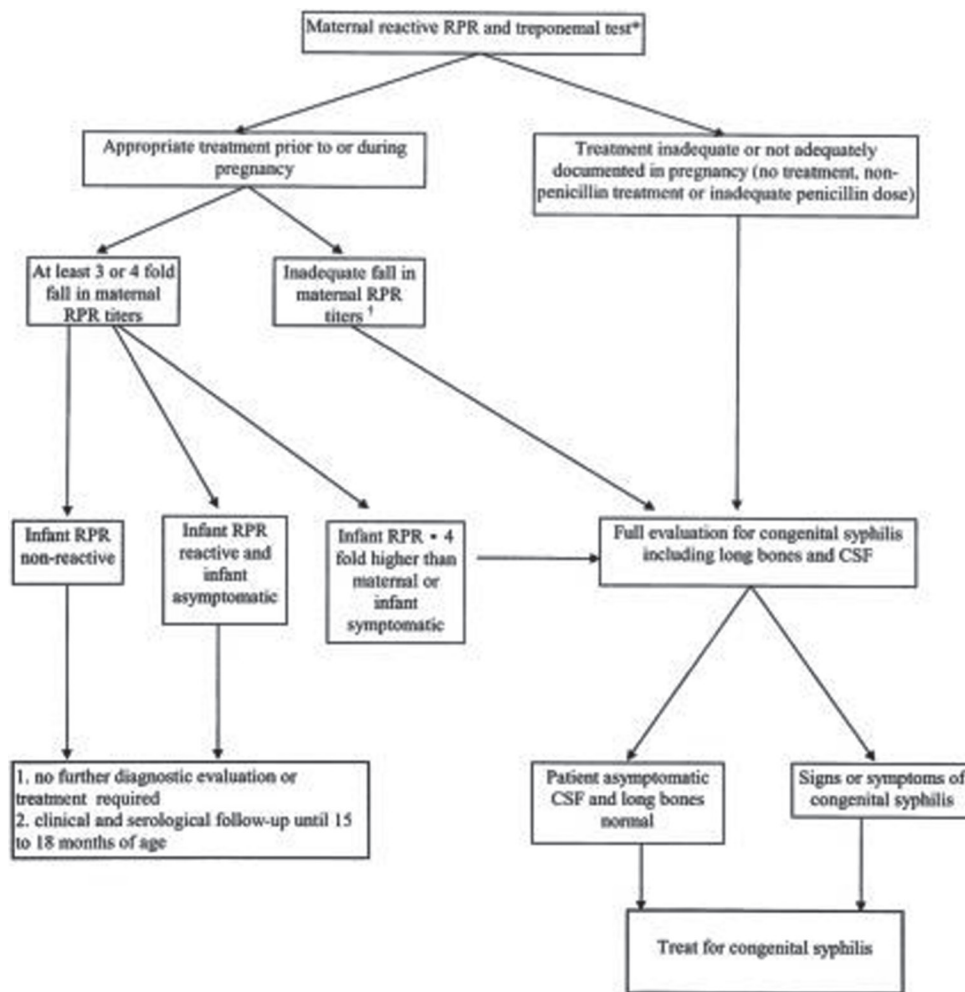 Maternal reactive RPR and treponemal test*
Appropriate treatment prior to or during
pregnancy
Treatment inadequate or not adequately
documented in pregnancy (no treatment, non-
penicillin treatment or inadequate penicillin dose)
At least 3 or 4 fold
fall in maternal
RPR titers
Inadequate fall in
maternal RPR
titers †
Infant RPR
non-reactive
Infant RPR
reactive and
infant
asymptomatic
Infant RPR • 4
fold higher than
maternal or
infant
symptomatic
Full evaluation for congenital syphilis
including long bones and CSF
1. no further diagnostic evaluation or
treatment required
2. clinical and serological follow-up until 15
to 18 months of age
Patient asymptomatic
CSF and long bones
normal
Signs or symptoms of
congenital syphilis
Treat for congenital syphilis